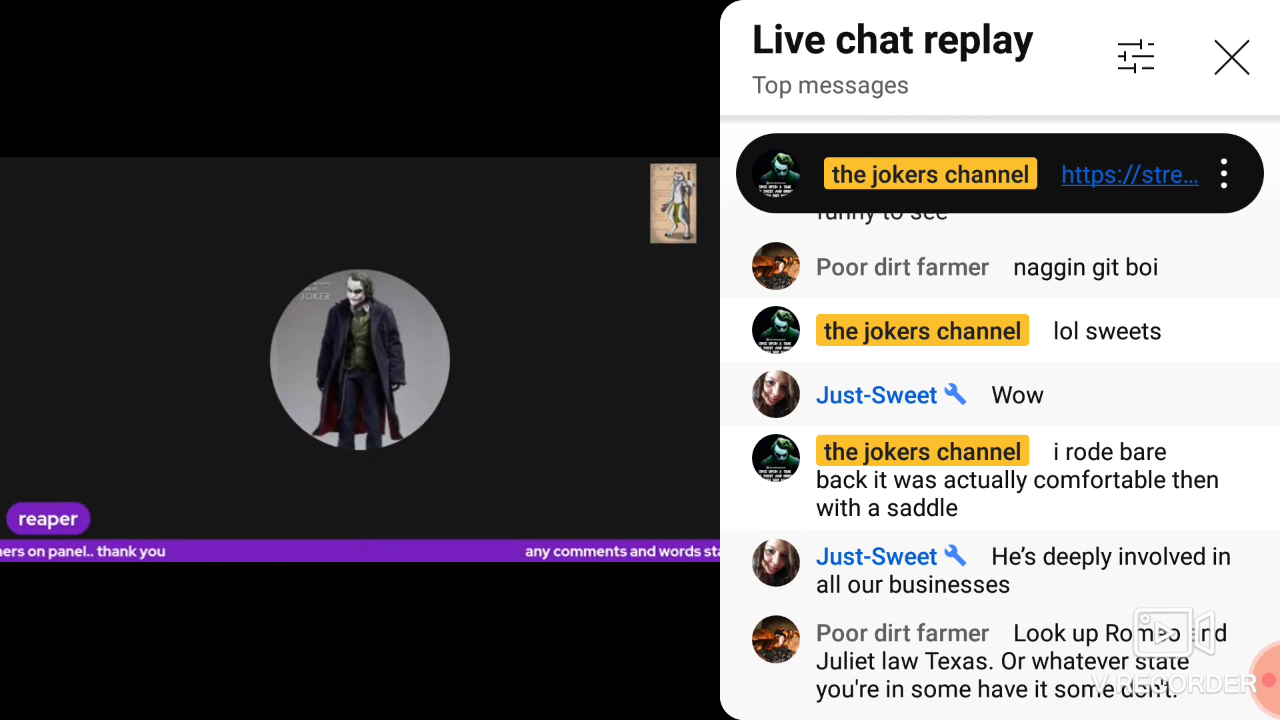 Live chat replay
Top messages
the jokers channel https://stre...
funny to see
Poor dirt farmer naggin git boi
the jokers channel lol sweets
Just-Sweet Wow
the jokers channel i rode bare
back it was actually comfortable then
with a saddle
Just-Sweet He’s deeply involved in
all our businesses
Poor dirt farmer Look up Romeo and
Juliet law Texas. Or whatever state
you're in some have it some don't.
V RECORDER
JOKER
reaper
ners on panel.. thank you any comments and words sta